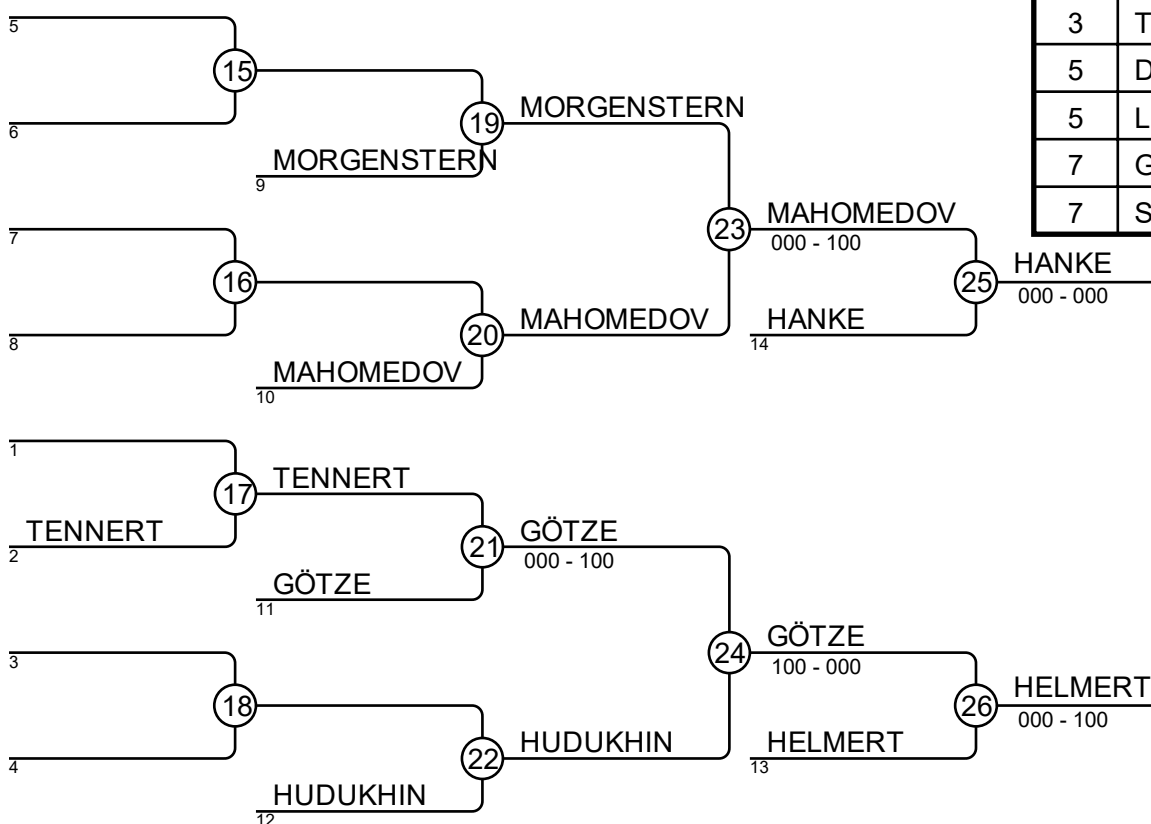 5
3 T
15
5 D
MORGENSTERN
6
19
5 L
MORGENSTERN
9
7 G
7
MAHOMEDOV
7 S
23
000 - 100
HANKE
16
25
000 - 000
8
20
MAHOMEDOV
HANKE
14
MAHOMEDOV
10
1
TENNERT
17
TENNERT
GÖTZE
2
21
000 - 100
GÖTZE
11
3
GÖTZE
24
100 - 000
18
HELMERT
26
000 - 100
4
HUDUKHIN
HELMERT
22
13
HUDUKHIN
12